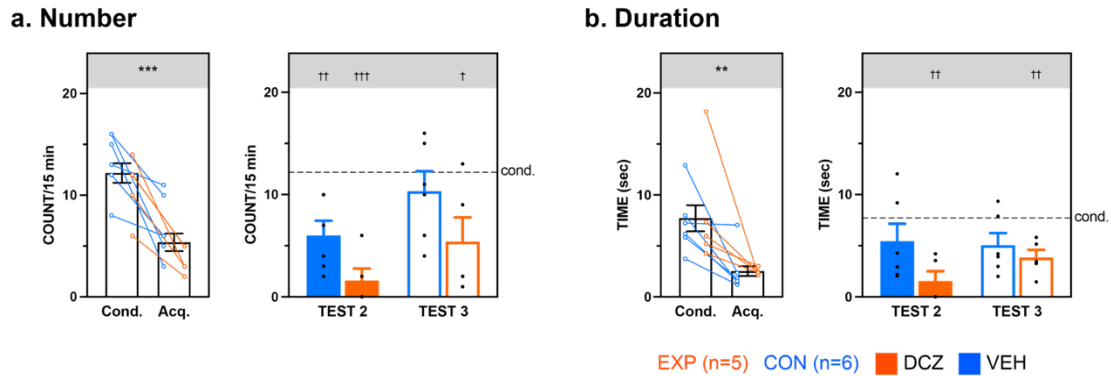 a. Number
b. Duration
***
†† ††† †
**
†† ††
20
10
0
COUNT/15 min
Cond. Acq.
20
10
0
COUNT/15 min
cond.
TEST 2 TEST 3
20
10
0
TIME (sec)
Cond. Acq.
20
10
0
TIME (sec)
cond.
TEST 2 TEST 3
EXP (n=5) CON (n=6) DCZ VEH